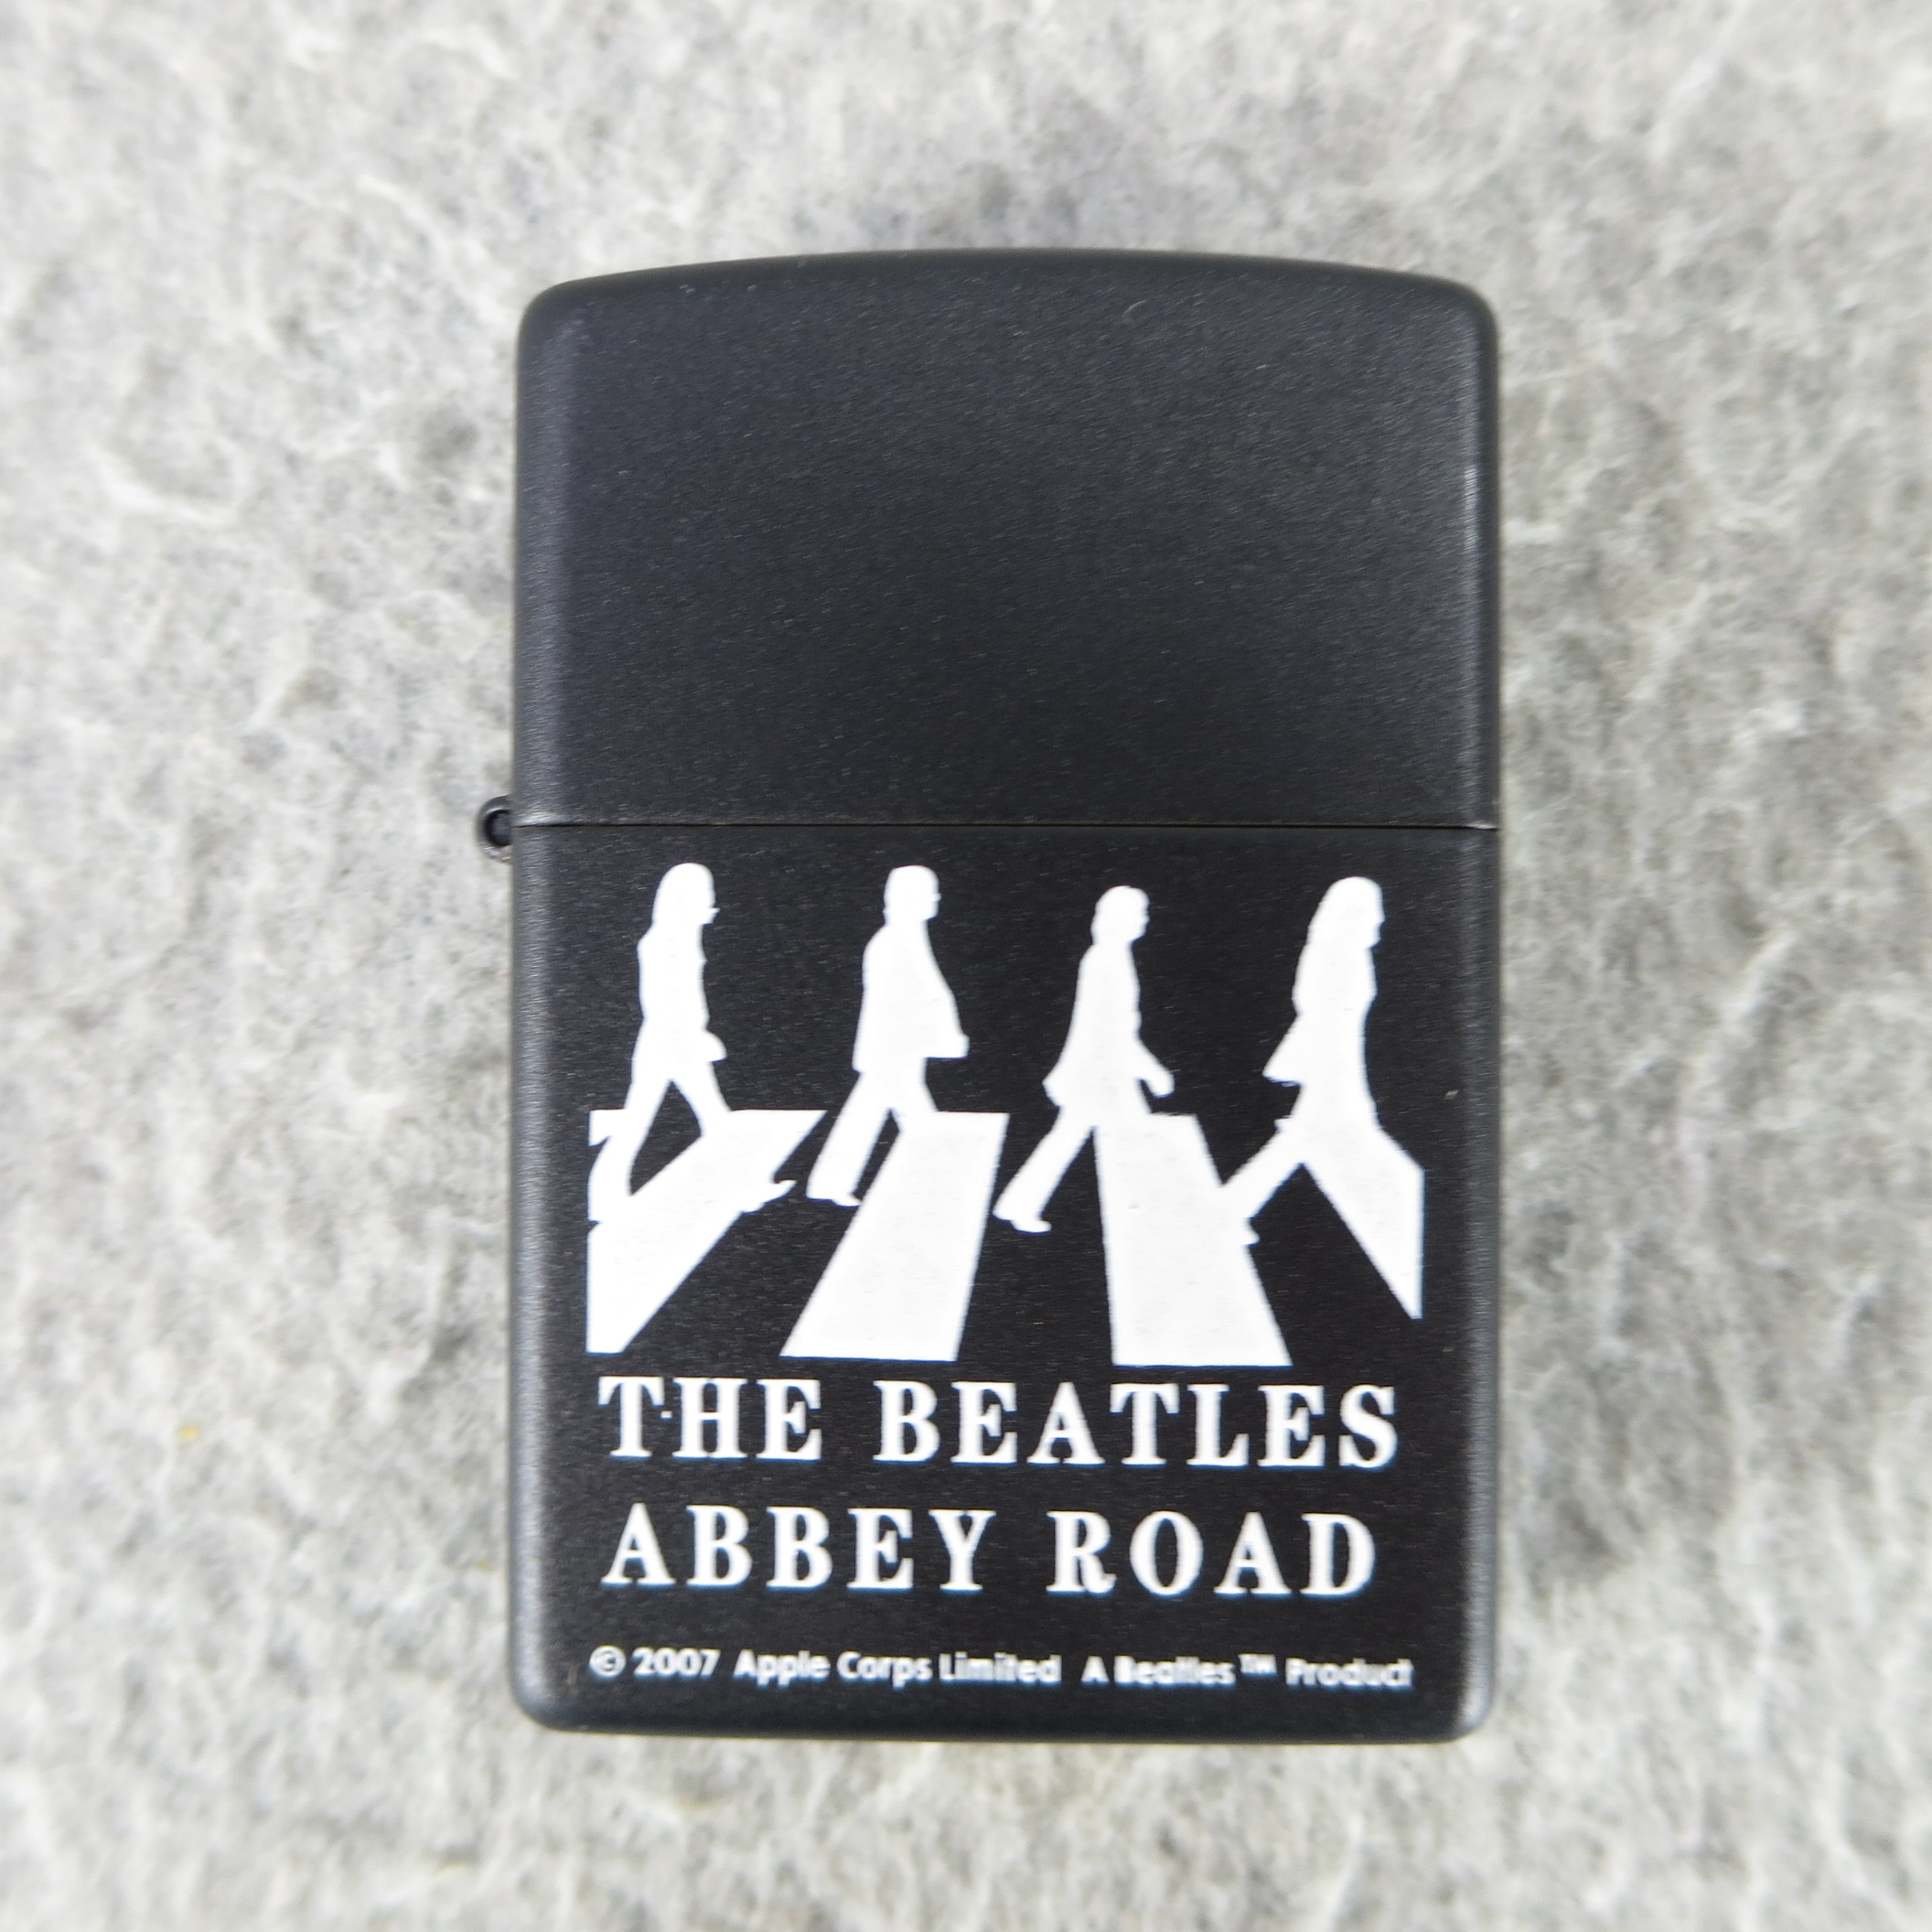 THE BEATLES
ABBEY ROAD
© 2007 Apple Corps Limited A Beatles™ Product